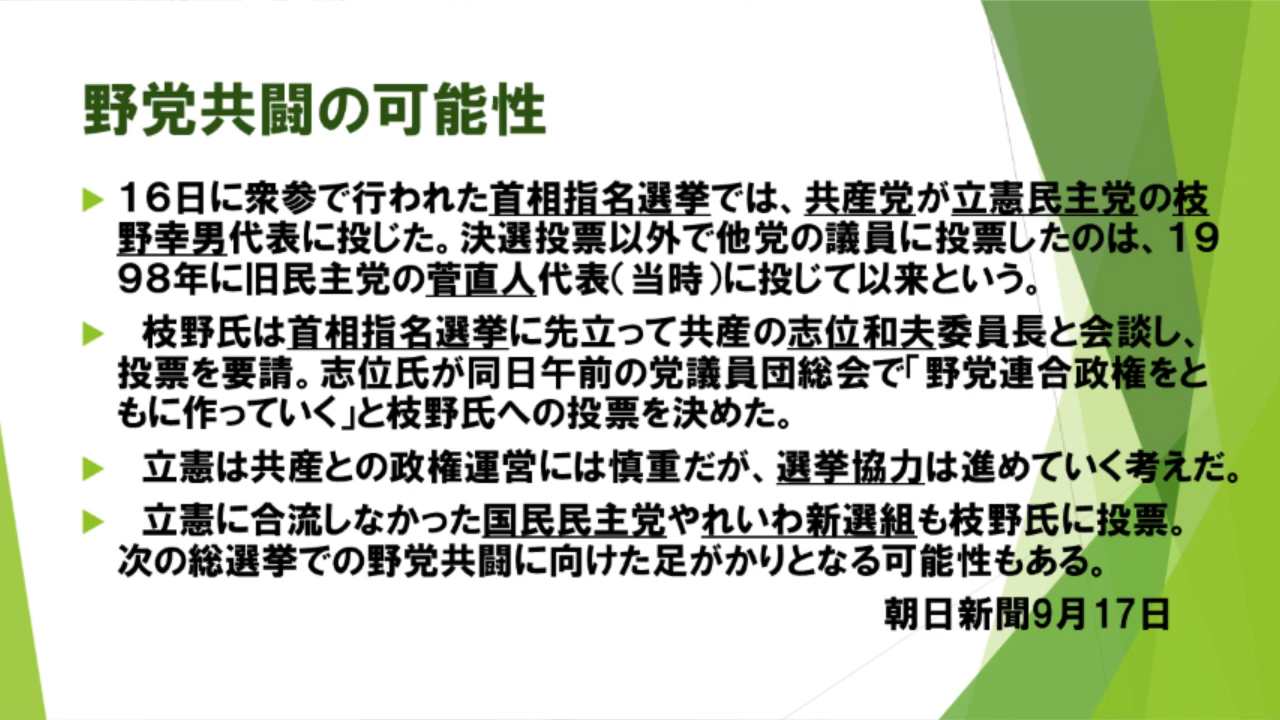 野党共闘の可能性
１６日に衆参で行われた首相指名選挙では、共産党が立憲民主党の枝
野幸男代表に投じた。決選投票以外で他党の議員に投票したのは、１９
９８年に旧民主党の菅直人代表（当時）に投じて以来という。
枝野氏は首相指名選挙に先立って共産の志位和夫委員長と会談し、
投票を要請。志位氏が同日午前の党議員団総会で「野党連合政権をと
もに作っていく」と枝野氏への投票を決めた。
立憲は共産との政権運営には慎重だが、選挙協力は進めていく考えだ。
立憲に合流しなかった国民民主党やれいわ新選組も枝野氏に投票。
次の総選挙での野党共闘に向けた足がかりとなる可能性もある。
朝日新聞9月17日